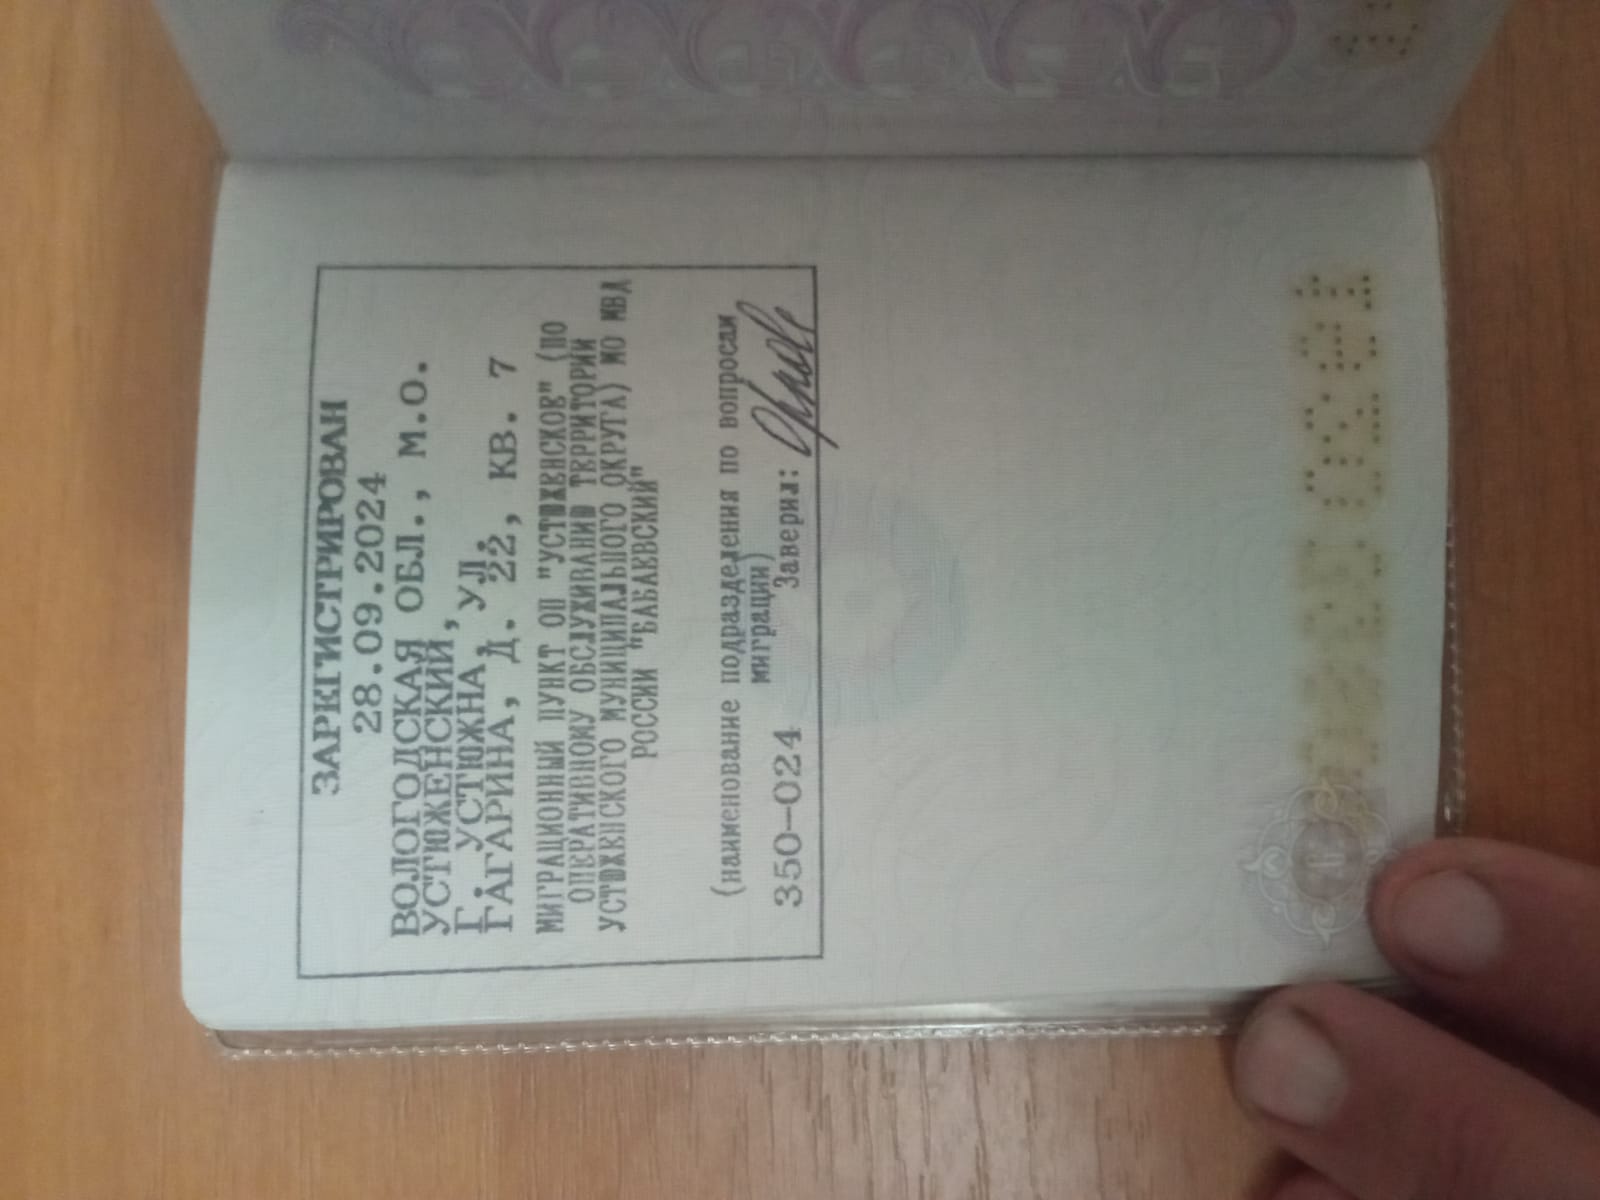 ЗАРЕГИСТРИРОВАН
28.09.2024
ВОЛОГОДСКАЯ ОБЛ., М.О.
УСТЮЖЕНСКИЙ,
Г. УСТЮЖНА, УЛ.
ГАГАРИНА, Д. 22, КВ. 7
МИГРАЦИОННЫЙ ПУНКТ ОП "УСТЮЖЕНСКОЕ" (ПО
ОПЕРАТИВНОМУ ОБСЛУЖИВАНИЮ ТЕРРИТОРИИ
УСТЮЖЕНСКОГО МУНИЦИПАЛЬНОГО ОКРУГА) МО МВД
РОССИИ "БАБАЕВСКИЙ"
(наименование подразделения по вопросам
миграции)
350-024 Заверил: